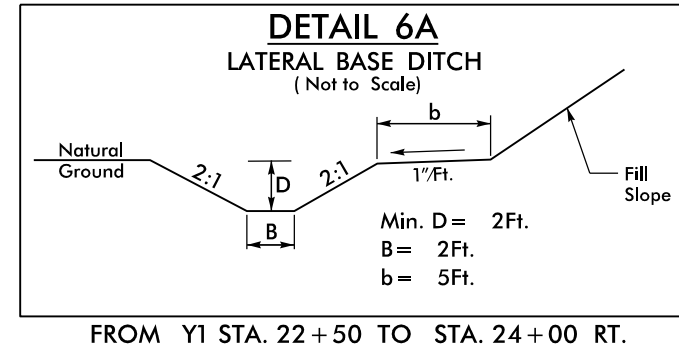 DETAIL 6A
LATERAL BASE DITCH
( Not to Scale)
b
Natural
Ground
2:1
D
2:1
1"/Ft.
Fill
Slope
B
Min. D = 2Ft.
B = 2Ft.
b = 5Ft.
FROM Y1 STA. 22+50 TO STA. 24+00 RT.